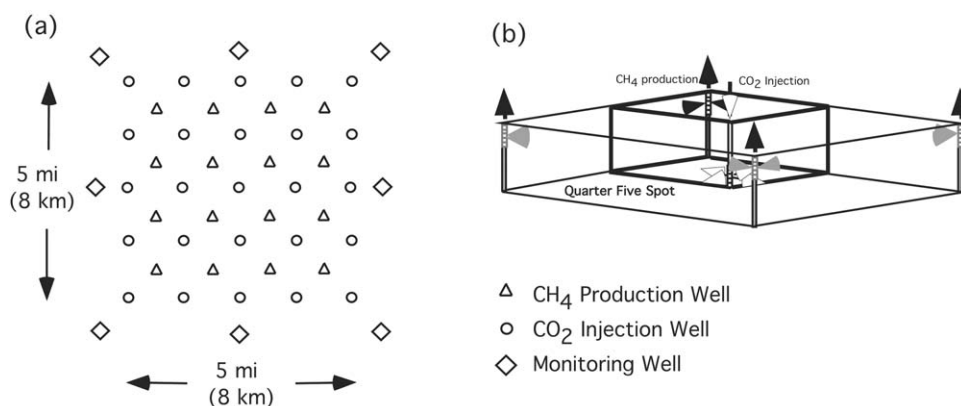 (a)
5 mi
(8 km)
5 mi
(8 km)
(b)
CH₄ production
CO₂ Injection
Quarter Five Spot
CH₄ Production Well
CO₂ Injection Well
Monitoring Well